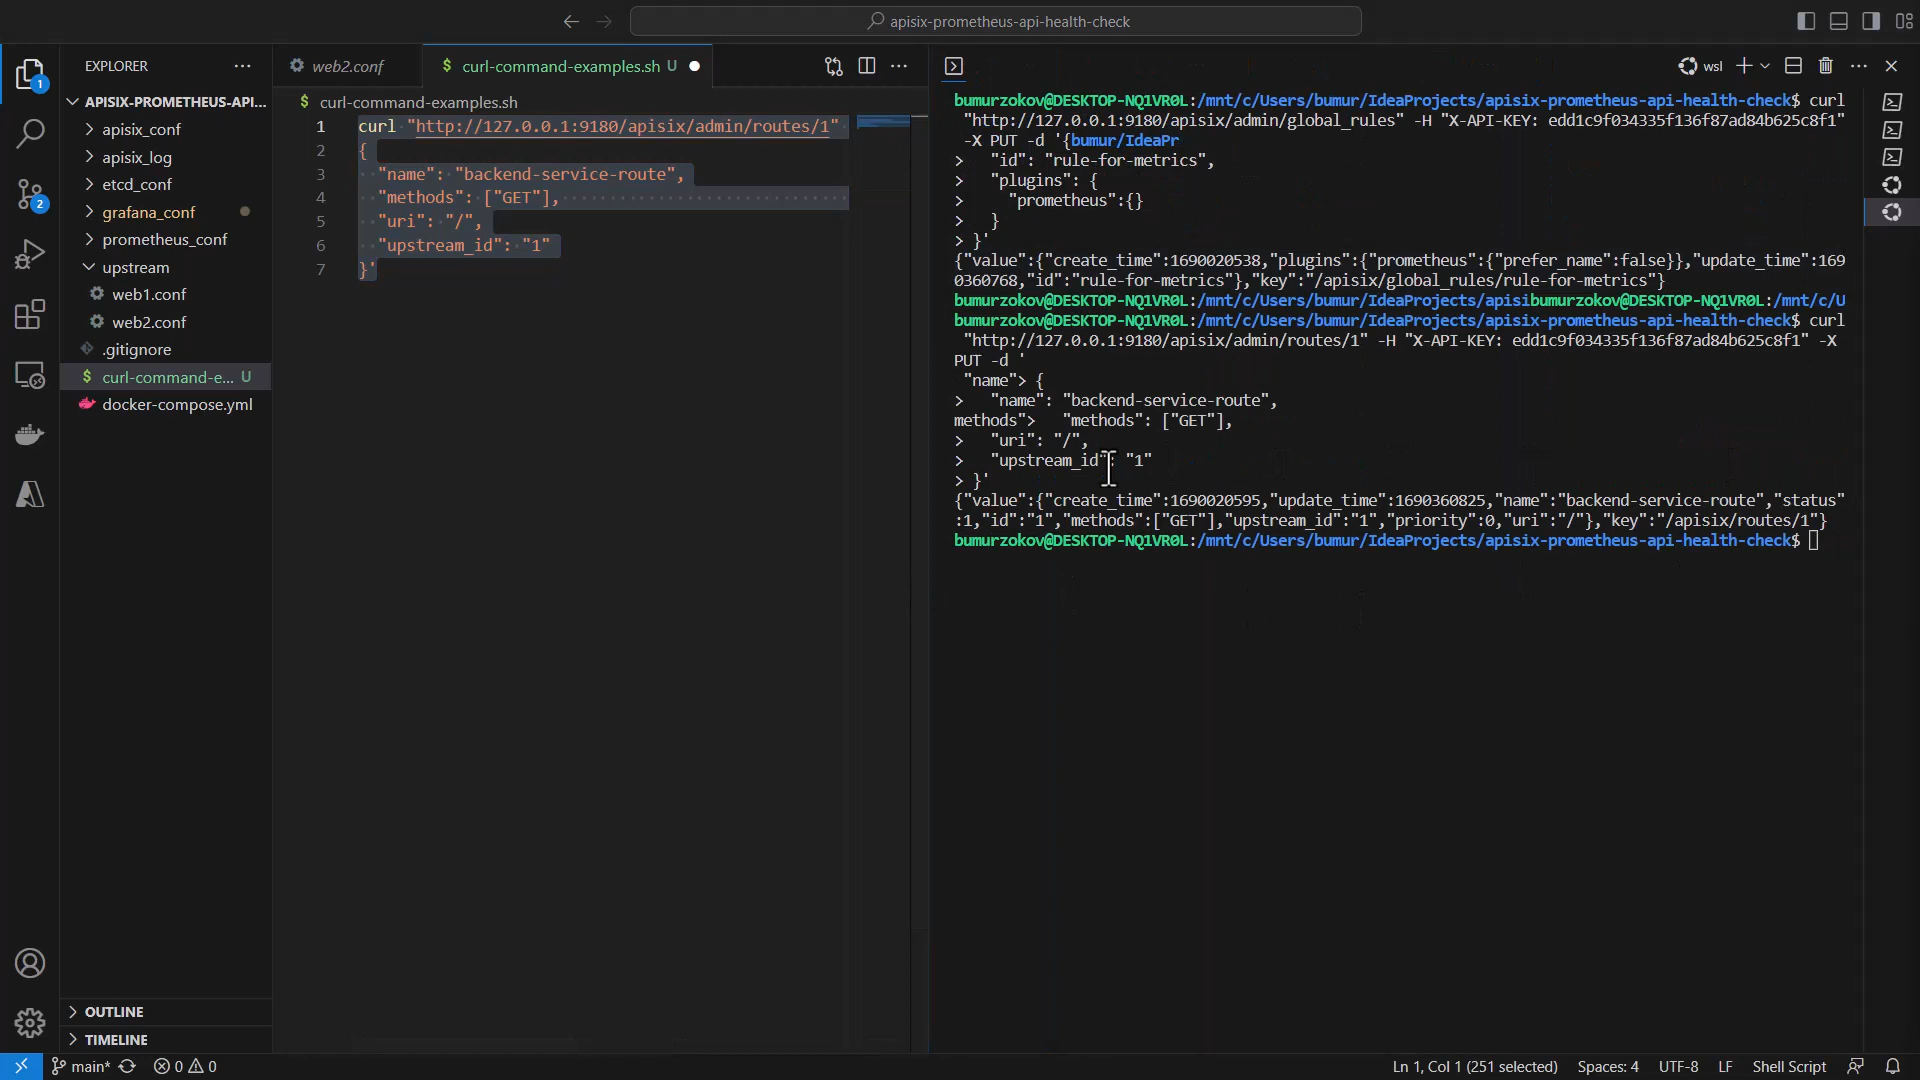 apisix-prometheus-api-health-check
EXPLORER
1
2
APISIX-PROMETHEUS-API...
apisix_conf
apisix_log
etcd_conf
grafana_conf
prometheus_conf
upstream
web1.conf
web2.conf
.gitignore
$ curl-command-e... U
docker-compose.yml
OUTLINE
TIMELINE
web2.conf
$ curl-command-examples.sh U
$ curl-command-examples.sh
1 curl "http://127.0.0.1:9180/apisix/admin/routes/1"
2 {
3 "name": "backend-service-route",
4 "methods": ["GET"],
5 "uri": "/",
6 "upstream_id": "1"
7 }'
wsl
bumurzokov@DESKTOP-NQ1VR0L:/mnt/c/Users/bumur/IdeaProjects/apisix-prometheus-api-health-check$ curl
"http://127.0.0.1:9180/apisix/admin/global_rules" -H "X-API-KEY: edd1c9f034335f136f87ad84b625c8f1"
-X PUT -d '{bumur/IdeaPr
> "id": "rule-for-metrics",
> "plugins": {
> "prometheus":{}
> }
> }'
{"value":{"create_time":1690020538,"plugins":{"prometheus":{"prefer_name":false}},"update_time":169
0360768,"id":"rule-for-metrics"},"key":"/apisix/global_rules/rule-for-metrics"}
bumurzokov@DESKTOP-NQ1VR0L:/mnt/c/Users/bumur/IdeaProjects/apisibumurzokov@DESKTOP-NQ1VR0L:/mnt/c/U
bumurzokov@DESKTOP-NQ1VR0L:/mnt/c/Users/bumur/IdeaProjects/apisix-prometheus-api-health-check$ curl
"http://127.0.0.1:9180/apisix/admin/routes/1" -H "X-API-KEY: edd1c9f034335f136f87ad84b625c8f1" -X
PUT -d '
"name"> {
> "name": "backend-service-route",
methods"> "methods": ["GET"],
> "uri": "/",
> "upstream_id": "1"
> }'
{"value":{"create_time":1690020595,"update_time":1690360825,"name":"backend-service-route","status"
:1,"id":"1","methods":["GET"],"upstream_id":"1","priority":0,"uri":"/"},"key":"/apisix/routes/1"}
bumurzokov@DESKTOP-NQ1VR0L:/mnt/c/Users/bumur/IdeaProjects/apisix-prometheus-api-health-check$
main*
0 0
Ln 1, Col 1 (251 selected)
Spaces: 4
UTF-8
LF
Shell Script